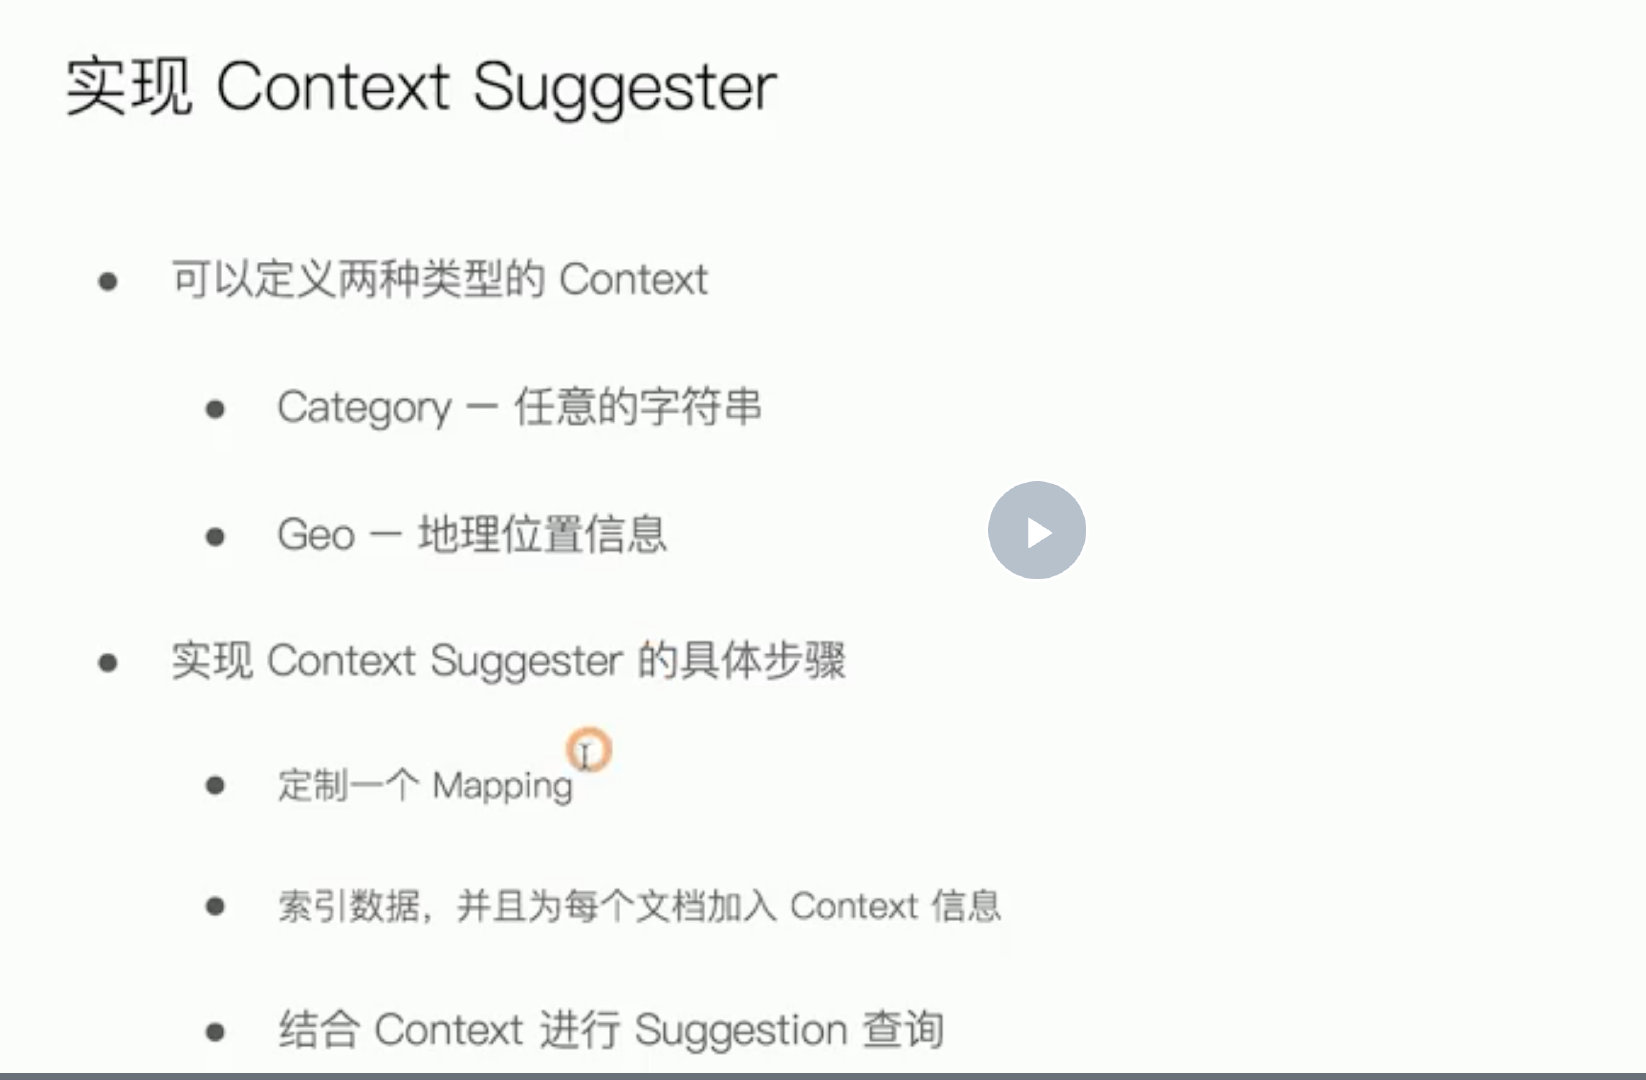 实现 Context Suggester
可以定义两种类型的 Context
Category – 任意的字符串
Geo – 地理位置信息
实现 Context Suggester 的具体步骤
定制一个 Mapping
索引数据，并且为每个文档加入 Context 信息
结合 Context 进行 Suggestion 查询